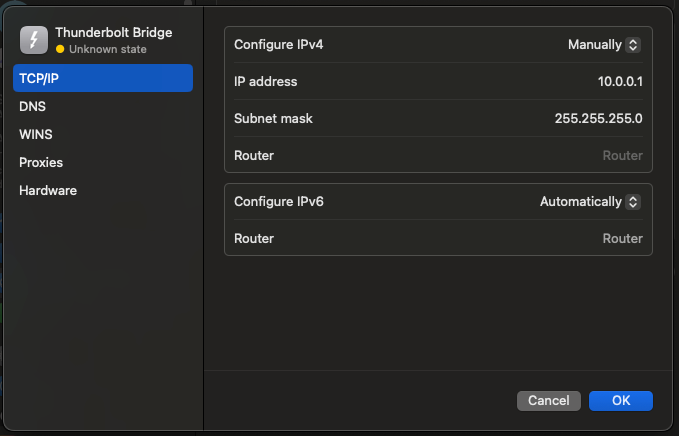 Thunderbolt Bridge
Unknown state
TCP/IP
DNS
WINS
Proxies
Hardware
Configure IPv4 Manually
IP address 10.0.0.1
Subnet mask 255.255.255.0
Router Router
Configure IPv6 Automatically
Router Router
Cancel OK